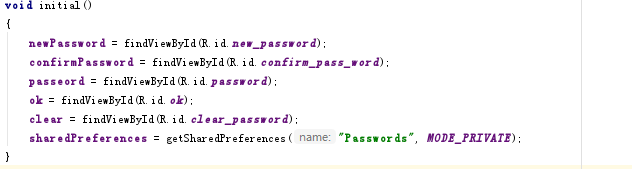 void initial()
{
newPassword = findViewById(R.id.new_password);
confirmPassword = findViewById(R.id.confirm_pass_word);
passeord = findViewById(R.id.password);
ok = findViewById(R.id.ok);
clear = findViewById(R.id.clear_password);
sharedPreferences = getSharedPreferences( name: "Passwords", MODE_PRIVATE);
}